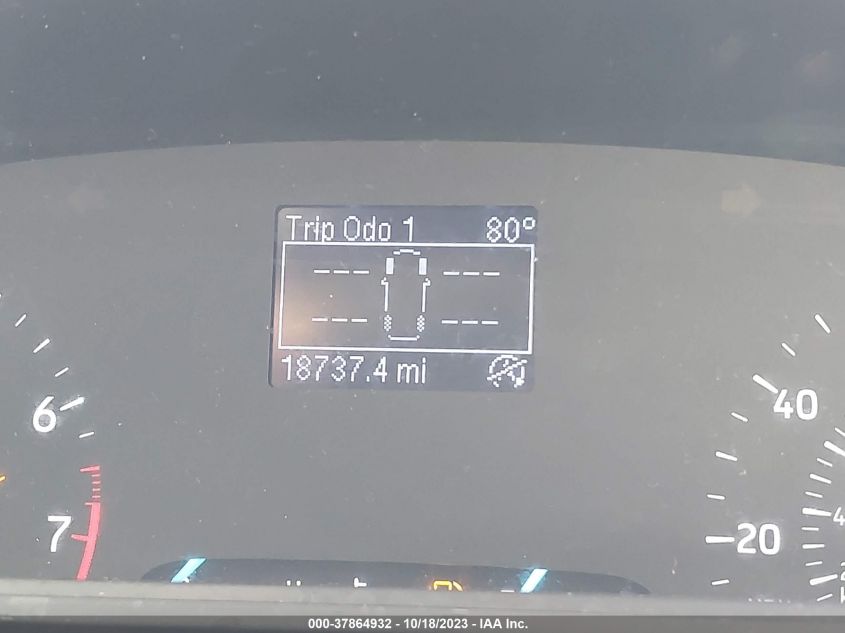 Trip Odo 1 80°
--- ---
--- ---
18737.4 mi
6
7
40
20
000-37864932 - 10/18/2023 - IAA Inc.